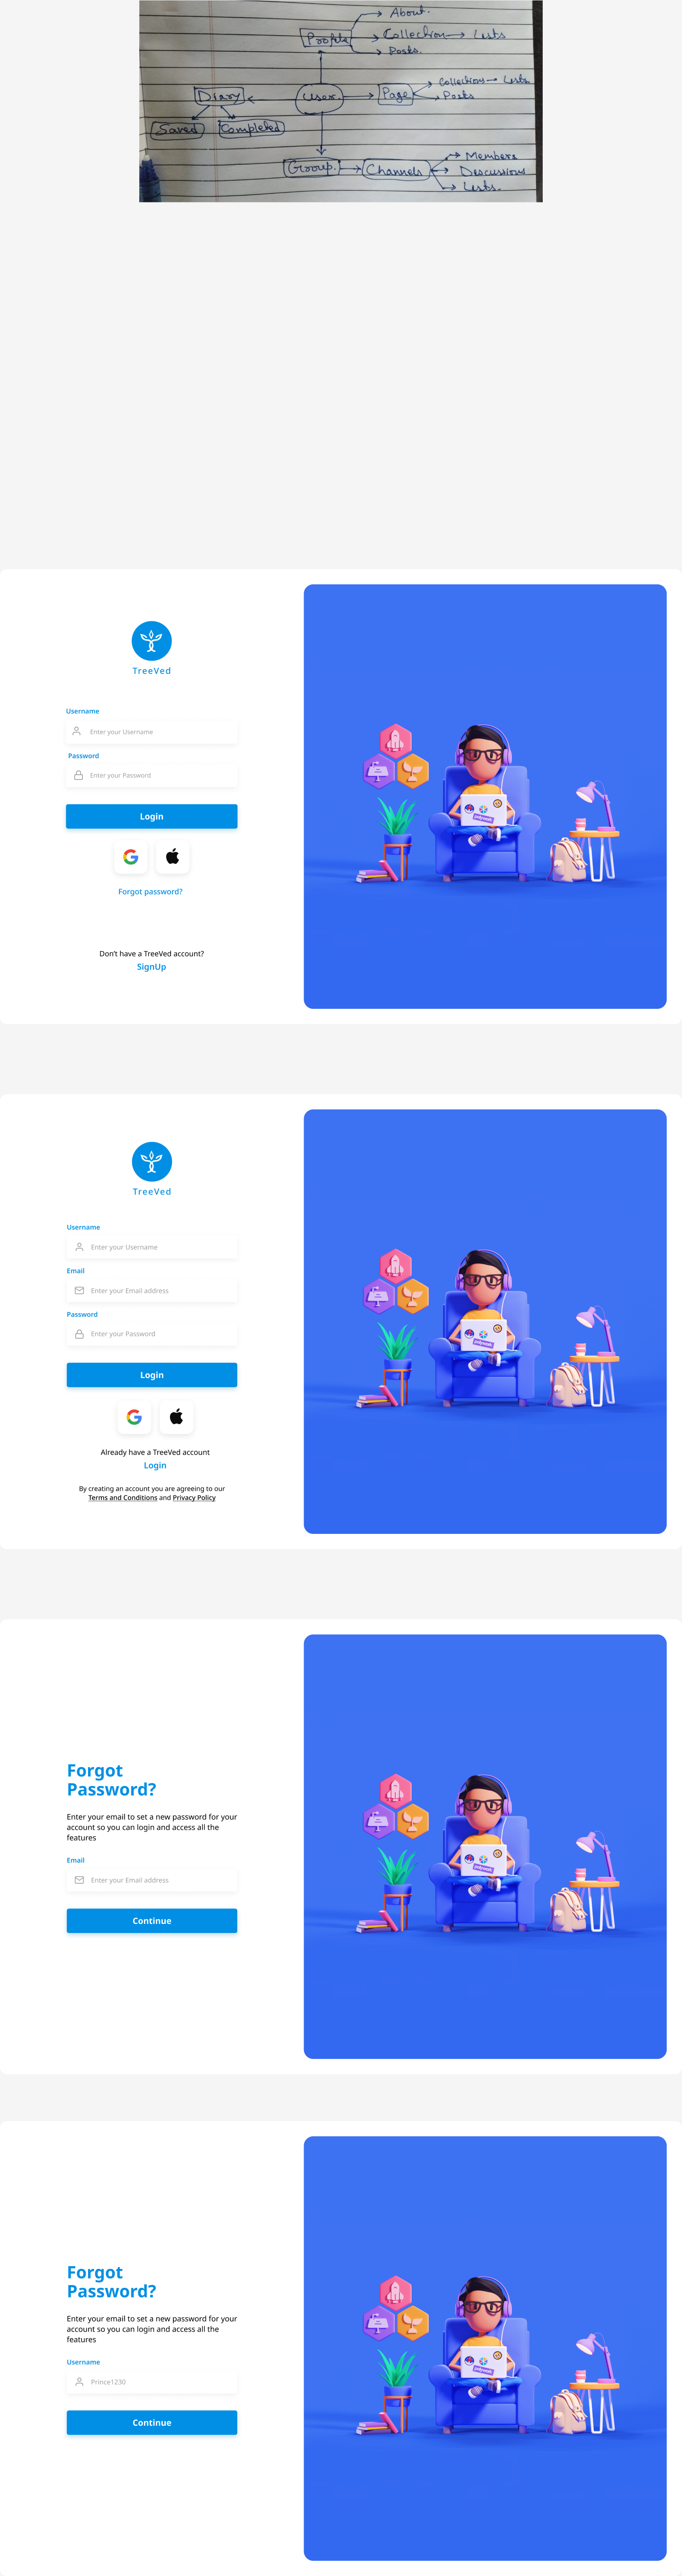 About.
Profile
Collection
Lists
Posts.
Diary
User
Page
Collections
Lists
Posts
Saved
Completed
Group.
Channels
Members
Descussions
Lists.
TreeVed
Username
Enter your Username
Password
Enter your Password
Login
Forgot password?
Don't have a TreeVed account?
SignUp
TreeVed
Username
Enter your Username
Email
Enter your Email address
Password
Enter your Password
Login
Already have a TreeVed account
Login
By creating an account you are agreeing to our
Terms and Conditions and Privacy Policy
Forgot
Password?
Enter your email to set a new password for your
account so you can login and access all the
features
Email
Enter your Email address
Continue
Forgot
Password?
Enter your email to set a new password for your
account so you can login and access all the
features
Username
Prince1230
Continue